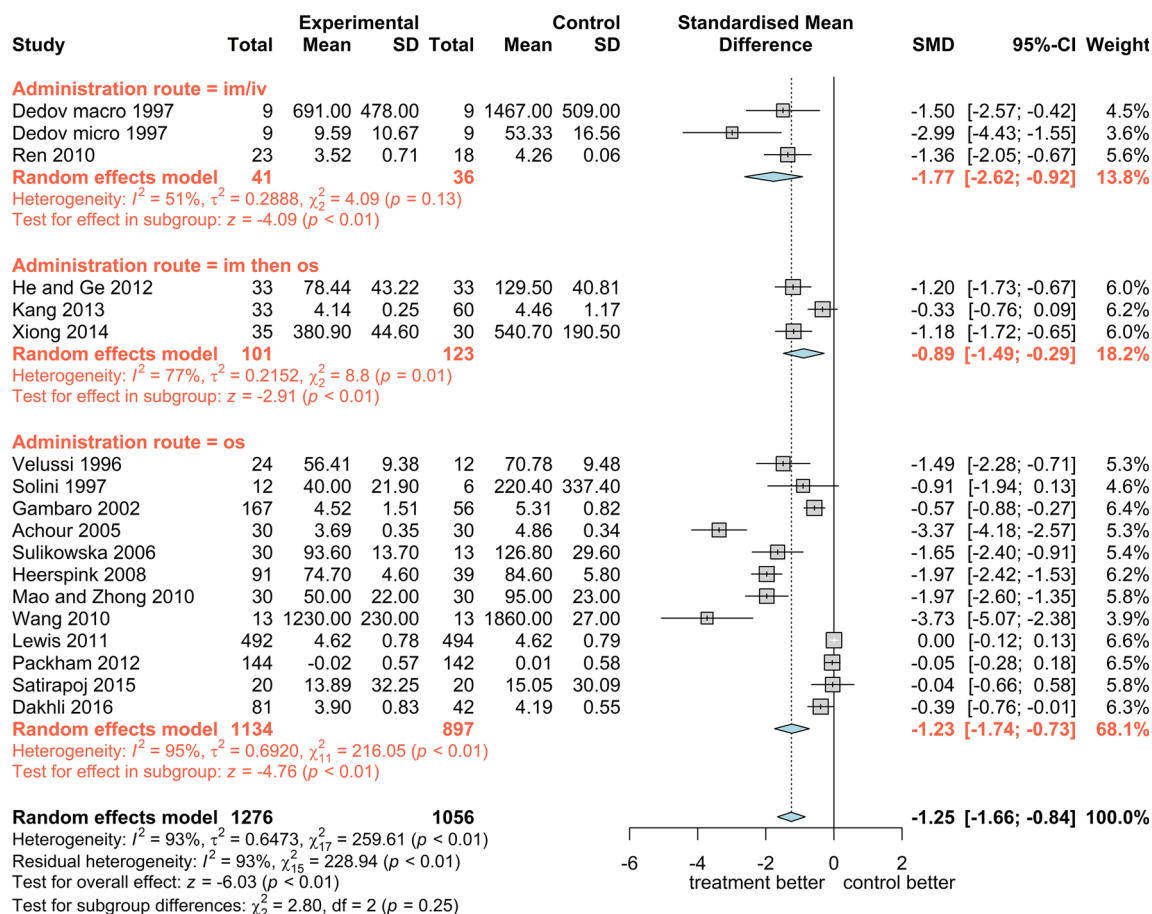 Experimental Control Standardised Mean
Study Total Mean SD Total Mean SD Difference SMD 95%-CI Weight
Administration route = im/iv
Dedov macro 1997 9 691.00 478.00 9 1467.00 509.00 -1.50 [-2.57; -0.42] 4.5%
Dedov micro 1997 9 9.59 10.67 9 53.33 16.56 -2.99 [-4.43; -1.55] 3.6%
Ren 2010 23 3.52 0.71 18 4.26 0.06 -1.36 [-2.05; -0.67] 5.6%
Random effects model 41 36 -1.77 [-2.62; -0.92] 13.8%
Heterogeneity: I² = 51%, τ² = 0.2888, χ²₂ = 4.09 (p = 0.13)
Test for effect in subgroup: z = -4.09 (p < 0.01)
Administration route = im then os
He and Ge 2012 33 78.44 43.22 33 129.50 40.81 -1.20 [-1.73; -0.67] 6.0%
Kang 2013 33 4.14 0.25 60 4.46 1.17 -0.33 [-0.76; 0.09] 6.2%
Xiong 2014 35 380.90 44.60 30 540.70 190.50 -1.18 [-1.72; -0.65] 6.0%
Random effects model 101 123 -0.89 [-1.49; -0.29] 18.2%
Heterogeneity: I² = 77%, τ² = 0.2152, χ²₂ = 8.8 (p = 0.01)
Test for effect in subgroup: z = -2.91 (p < 0.01)
Administration route = os
Velussi 1996 24 56.41 9.38 12 70.78 9.48 -1.49 [-2.28; -0.71] 5.3%
Solini 1997 12 40.00 21.90 6 220.40 337.40 -0.91 [-1.94; 0.13] 4.6%
Gambaro 2002 167 4.52 1.51 56 5.31 0.82 -0.57 [-0.88; -0.27] 6.4%
Achour 2005 30 3.69 0.35 30 4.86 0.34 -3.37 [-4.18; -2.57] 5.3%
Sulikowska 2006 30 93.60 13.70 13 126.80 29.60 -1.65 [-2.40; -0.91] 5.4%
Heerspink 2008 91 74.70 4.60 39 84.60 5.80 -1.97 [-2.42; -1.53] 6.2%
Mao and Zhong 2010 30 50.00 22.00 30 95.00 23.00 -1.97 [-2.60; -1.35] 5.8%
Wang 2010 13 1230.00 230.00 13 1860.00 27.00 -3.73 [-5.07; -2.38] 3.9%
Lewis 2011 492 4.62 0.78 494 4.62 0.79 0.00 [-0.12; 0.13] 6.6%
Packham 2012 144 -0.02 0.57 142 0.01 0.58 -0.05 [-0.28; 0.18] 6.5%
Satirapoj 2015 20 13.89 32.25 20 15.05 30.09 -0.04 [-0.66; 0.58] 5.8%
Dakhli 2016 81 3.90 0.83 42 4.19 0.55 -0.39 [-0.76; -0.01] 6.3%
Random effects model 1134 897 -1.23 [-1.74; -0.73] 68.1%
Heterogeneity: I² = 95%, τ² = 0.6920, χ²₁₁ = 216.05 (p < 0.01)
Test for effect in subgroup: z = -4.76 (p < 0.01)
Random effects model 1276 1056 -1.25 [-1.66; -0.84] 100.0%
Heterogeneity: I² = 93%, τ² = 0.6473, χ²₁₇ = 259.61 (p < 0.01)
Residual heterogeneity: I² = 93%, χ²₁₅ = 228.94 (p < 0.01)
-6 -4 -2 0 2
Test for overall effect: z = -6.03 (p < 0.01)
treatment better control better
Test for subgroup differences: χ²₂ = 2.80, df = 2 (p = 0.25)